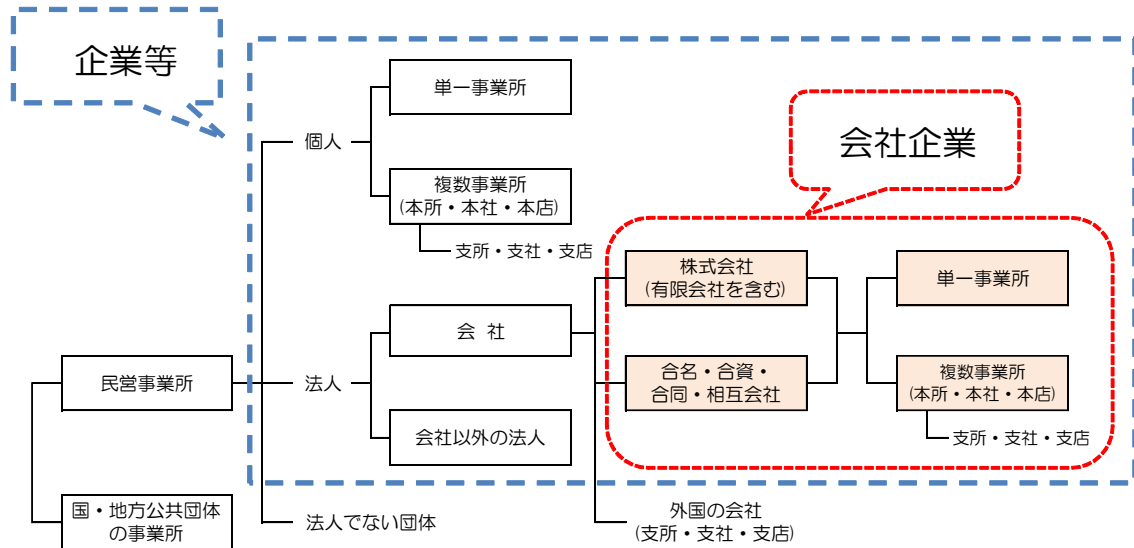 企業等
単一事業所
個人
複数事業所
(本所・本社・本店)
支所・支社・支店
会社企業
株式会社
(有限会社を含む)
単一事業所
会 社
民営事業所
法人
合名・合資・
合同・相互会社
複数事業所
(本所・本社・本店)
支所・支社・支店
会社以外の法人
国・地方公共団体
の事業所
法人でない団体
外国の会社
(支所・支社・支店)